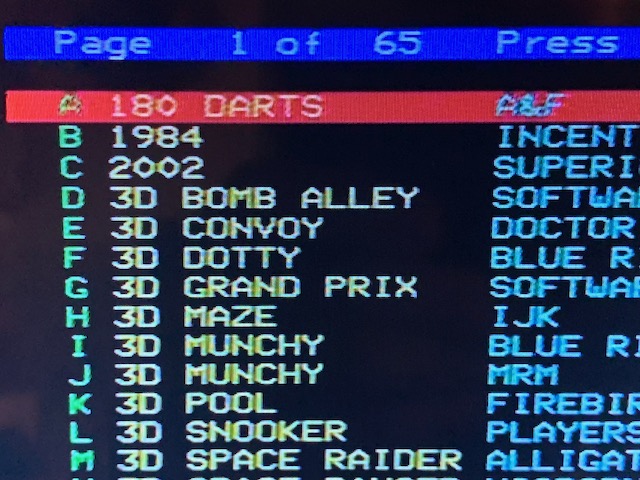 Page 1 of 65 Press
A 180 DARTS A&F
B 1984 INCENT
C 2002 SUPERI
D 3D BOMB ALLEY SOFTWA
E 3D CONVOY DOCTOR
F 3D DOTTY BLUE R
G 3D GRAND PRIX SOFTWA
H 3D MAZE IJK
I 3D MUNCHY BLUE RI
J 3D MUNCHY MRM
K 3D POOL FIREBIR
L 3D SNOOKER PLAYERS
M 3D SPACE RAIDER ALLIGAT